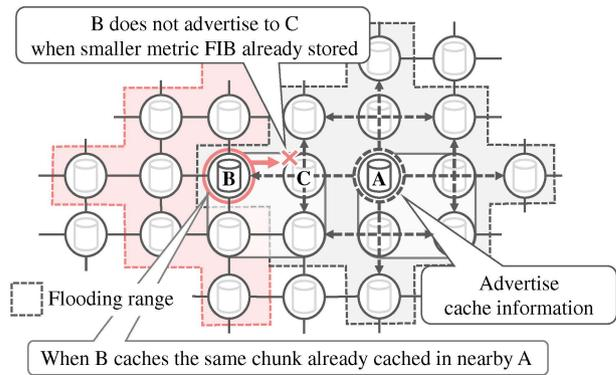 B does not advertise to C
when smaller metric FIB already stored
B
C
A
Flooding range
Advertise
cache information
When B caches the same chunk already cached in nearby A